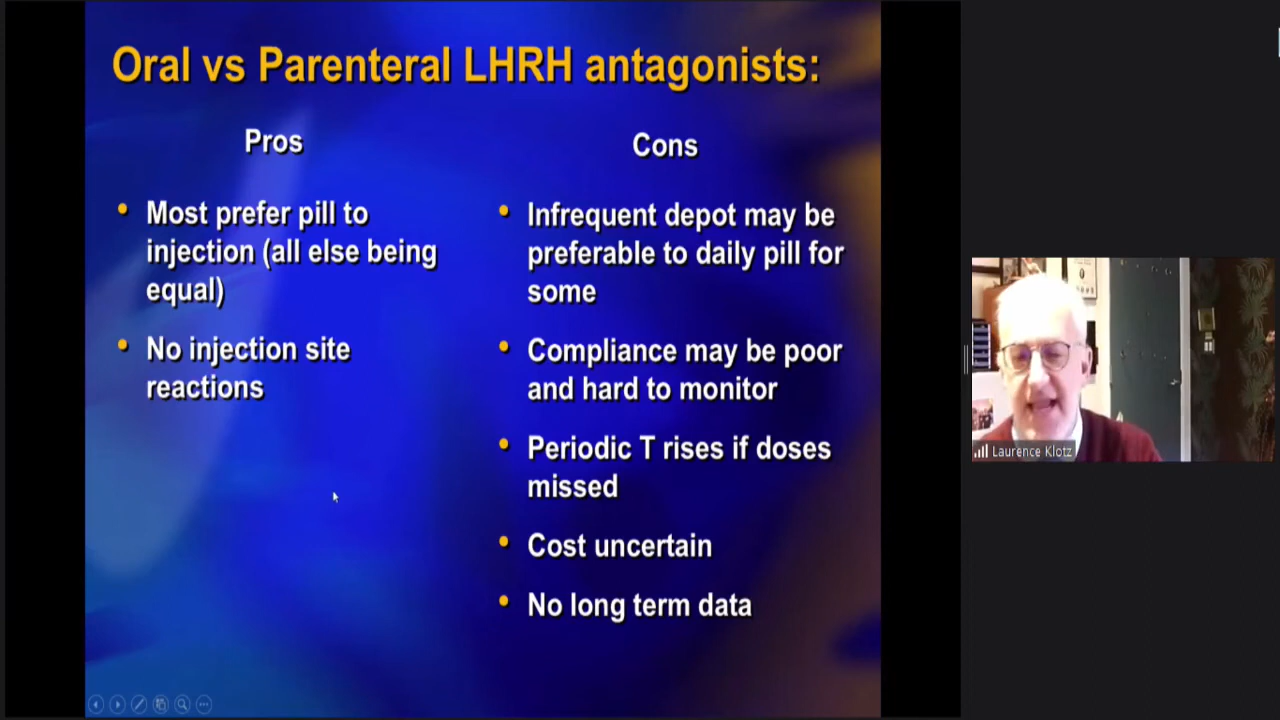 Oral vs Parenteral LHRH antagonists:
Pros
Most prefer pill to
injection (all else being
equal)
No injection site
reactions
Cons
Infrequent depot may be
preferable to daily pill for
some
Compliance may be poor
and hard to monitor
Periodic T rises if doses
missed
Cost uncertain
No long term data
Laurence Klotz